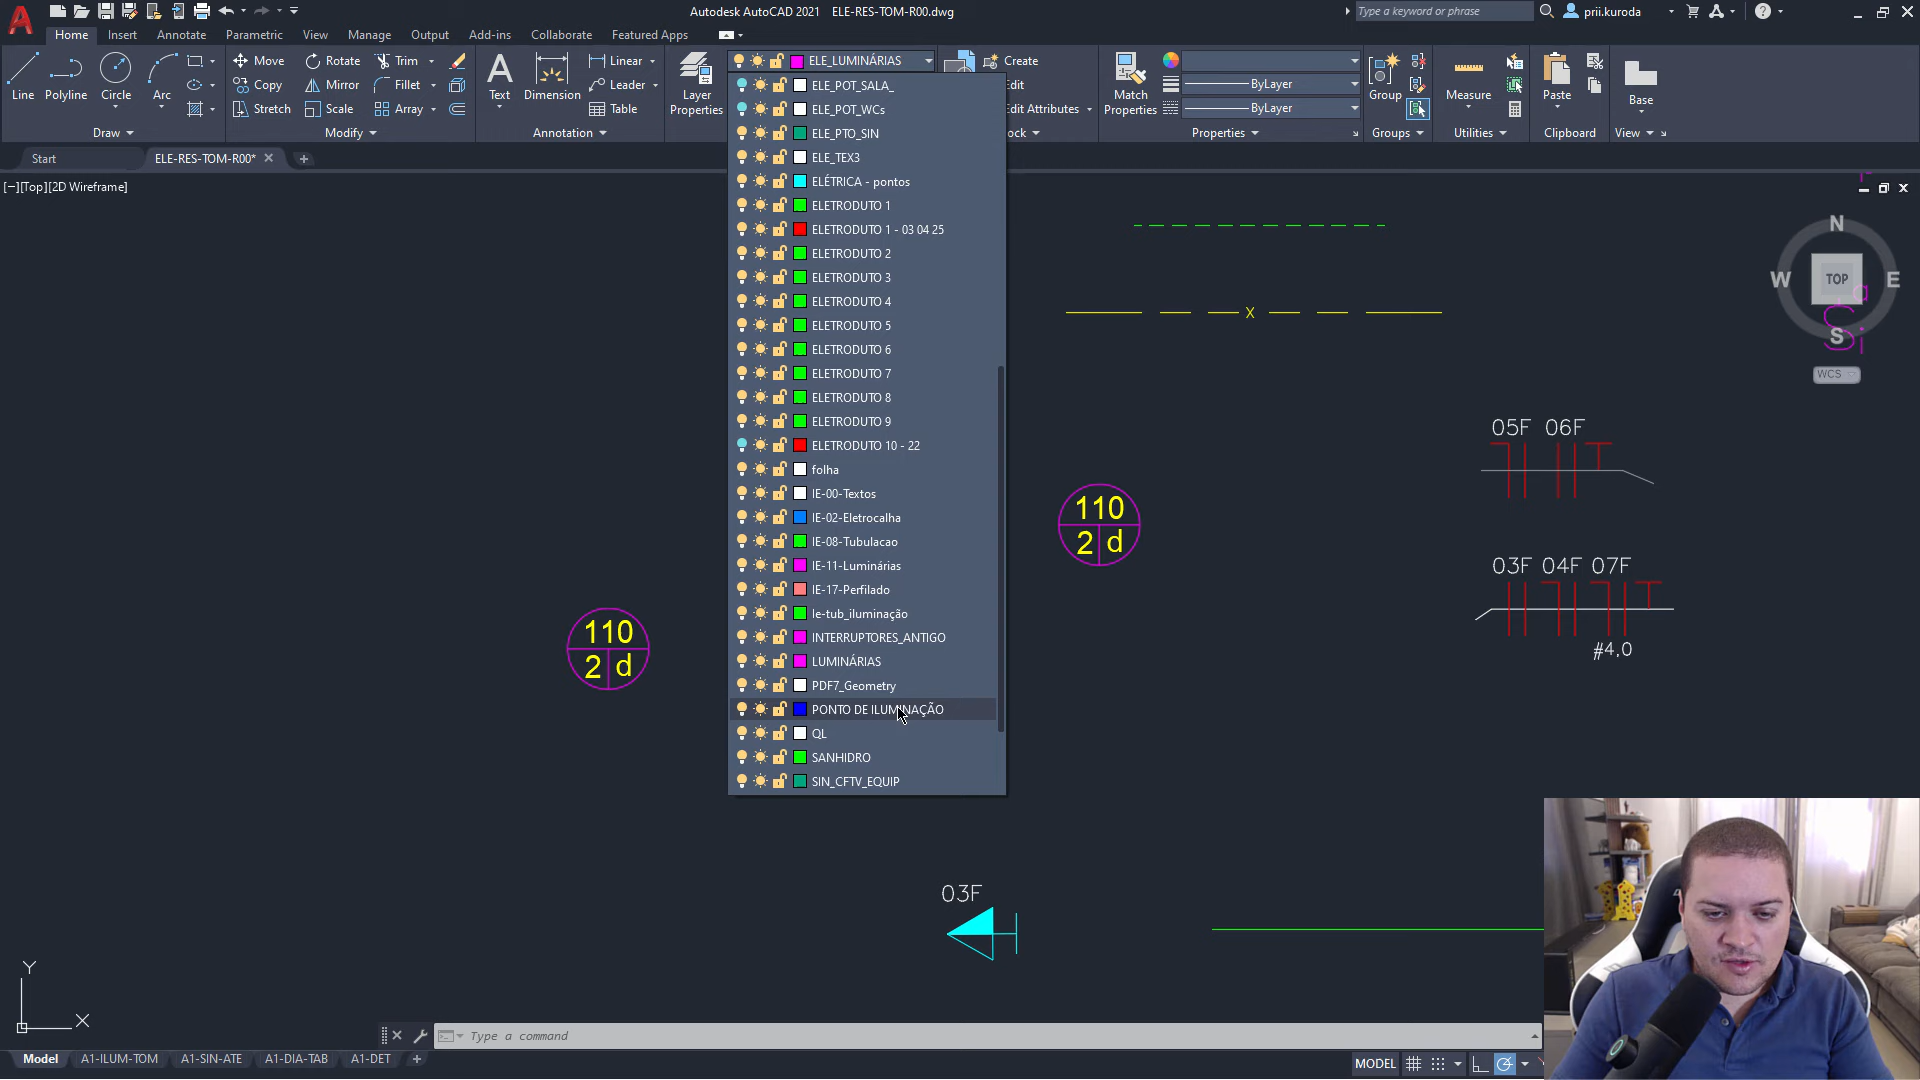 Autodesk AutoCAD 2021 ELE-RES-TOM-R00.dwg
Type a keyword or phrase
prii.kuroda
Home Insert Annotate Parametric View Manage Output Add-ins Collaborate Featured Apps
Line Polyline Circle Arc
Move Rotate Trim
Copy Mirror Fillet
Stretch Scale Array
Text Dimension
Linear
Leader
Table
Layer Properties
ELE_LUMINÁRIAS
Create
Edit
Edit Attributes
Match Properties
ByLayer
ByLayer
Group
Measure
Paste
Base
Draw Modify Annotation ock Properties Groups Utilities Clipboard View
Start
ELE-RES-TOM-R00*
[−][Top][2D Wireframe]
ELE_POT_SALA_
ELE_POT_WCs
ELE_PTO_SIN
ELE_TEX3
ELÉTRICA - pontos
ELETRODUTO 1
ELETRODUTO 1 - 03 04 25
ELETRODUTO 2
ELETRODUTO 3
ELETRODUTO 4
ELETRODUTO 5
ELETRODUTO 6
ELETRODUTO 7
ELETRODUTO 8
ELETRODUTO 9
ELETRODUTO 10 - 22
folha
IE-00-Textos
IE-02-Eletrocalha
IE-08-Tubulacao
IE-11-Luminárias
IE-17-Perfilado
Ie-tub_iluminação
INTERRUPTORES_ANTIGO
LUMINÁRIAS
PDF7_Geometry
PONTO DE ILUMINAÇÃO
QL
SANHIDRO
SIN_CFTV_EQUIP
X
N
W TOP E
S
WCS
05F 06F
03F 04F 07F
#4,0
110
2 d
110
2 d
03F
Y
X
Type a command
Model A1-ILUM-TOM A1-SIN-ATE A1-DIA-TAB A1-DET
MODEL